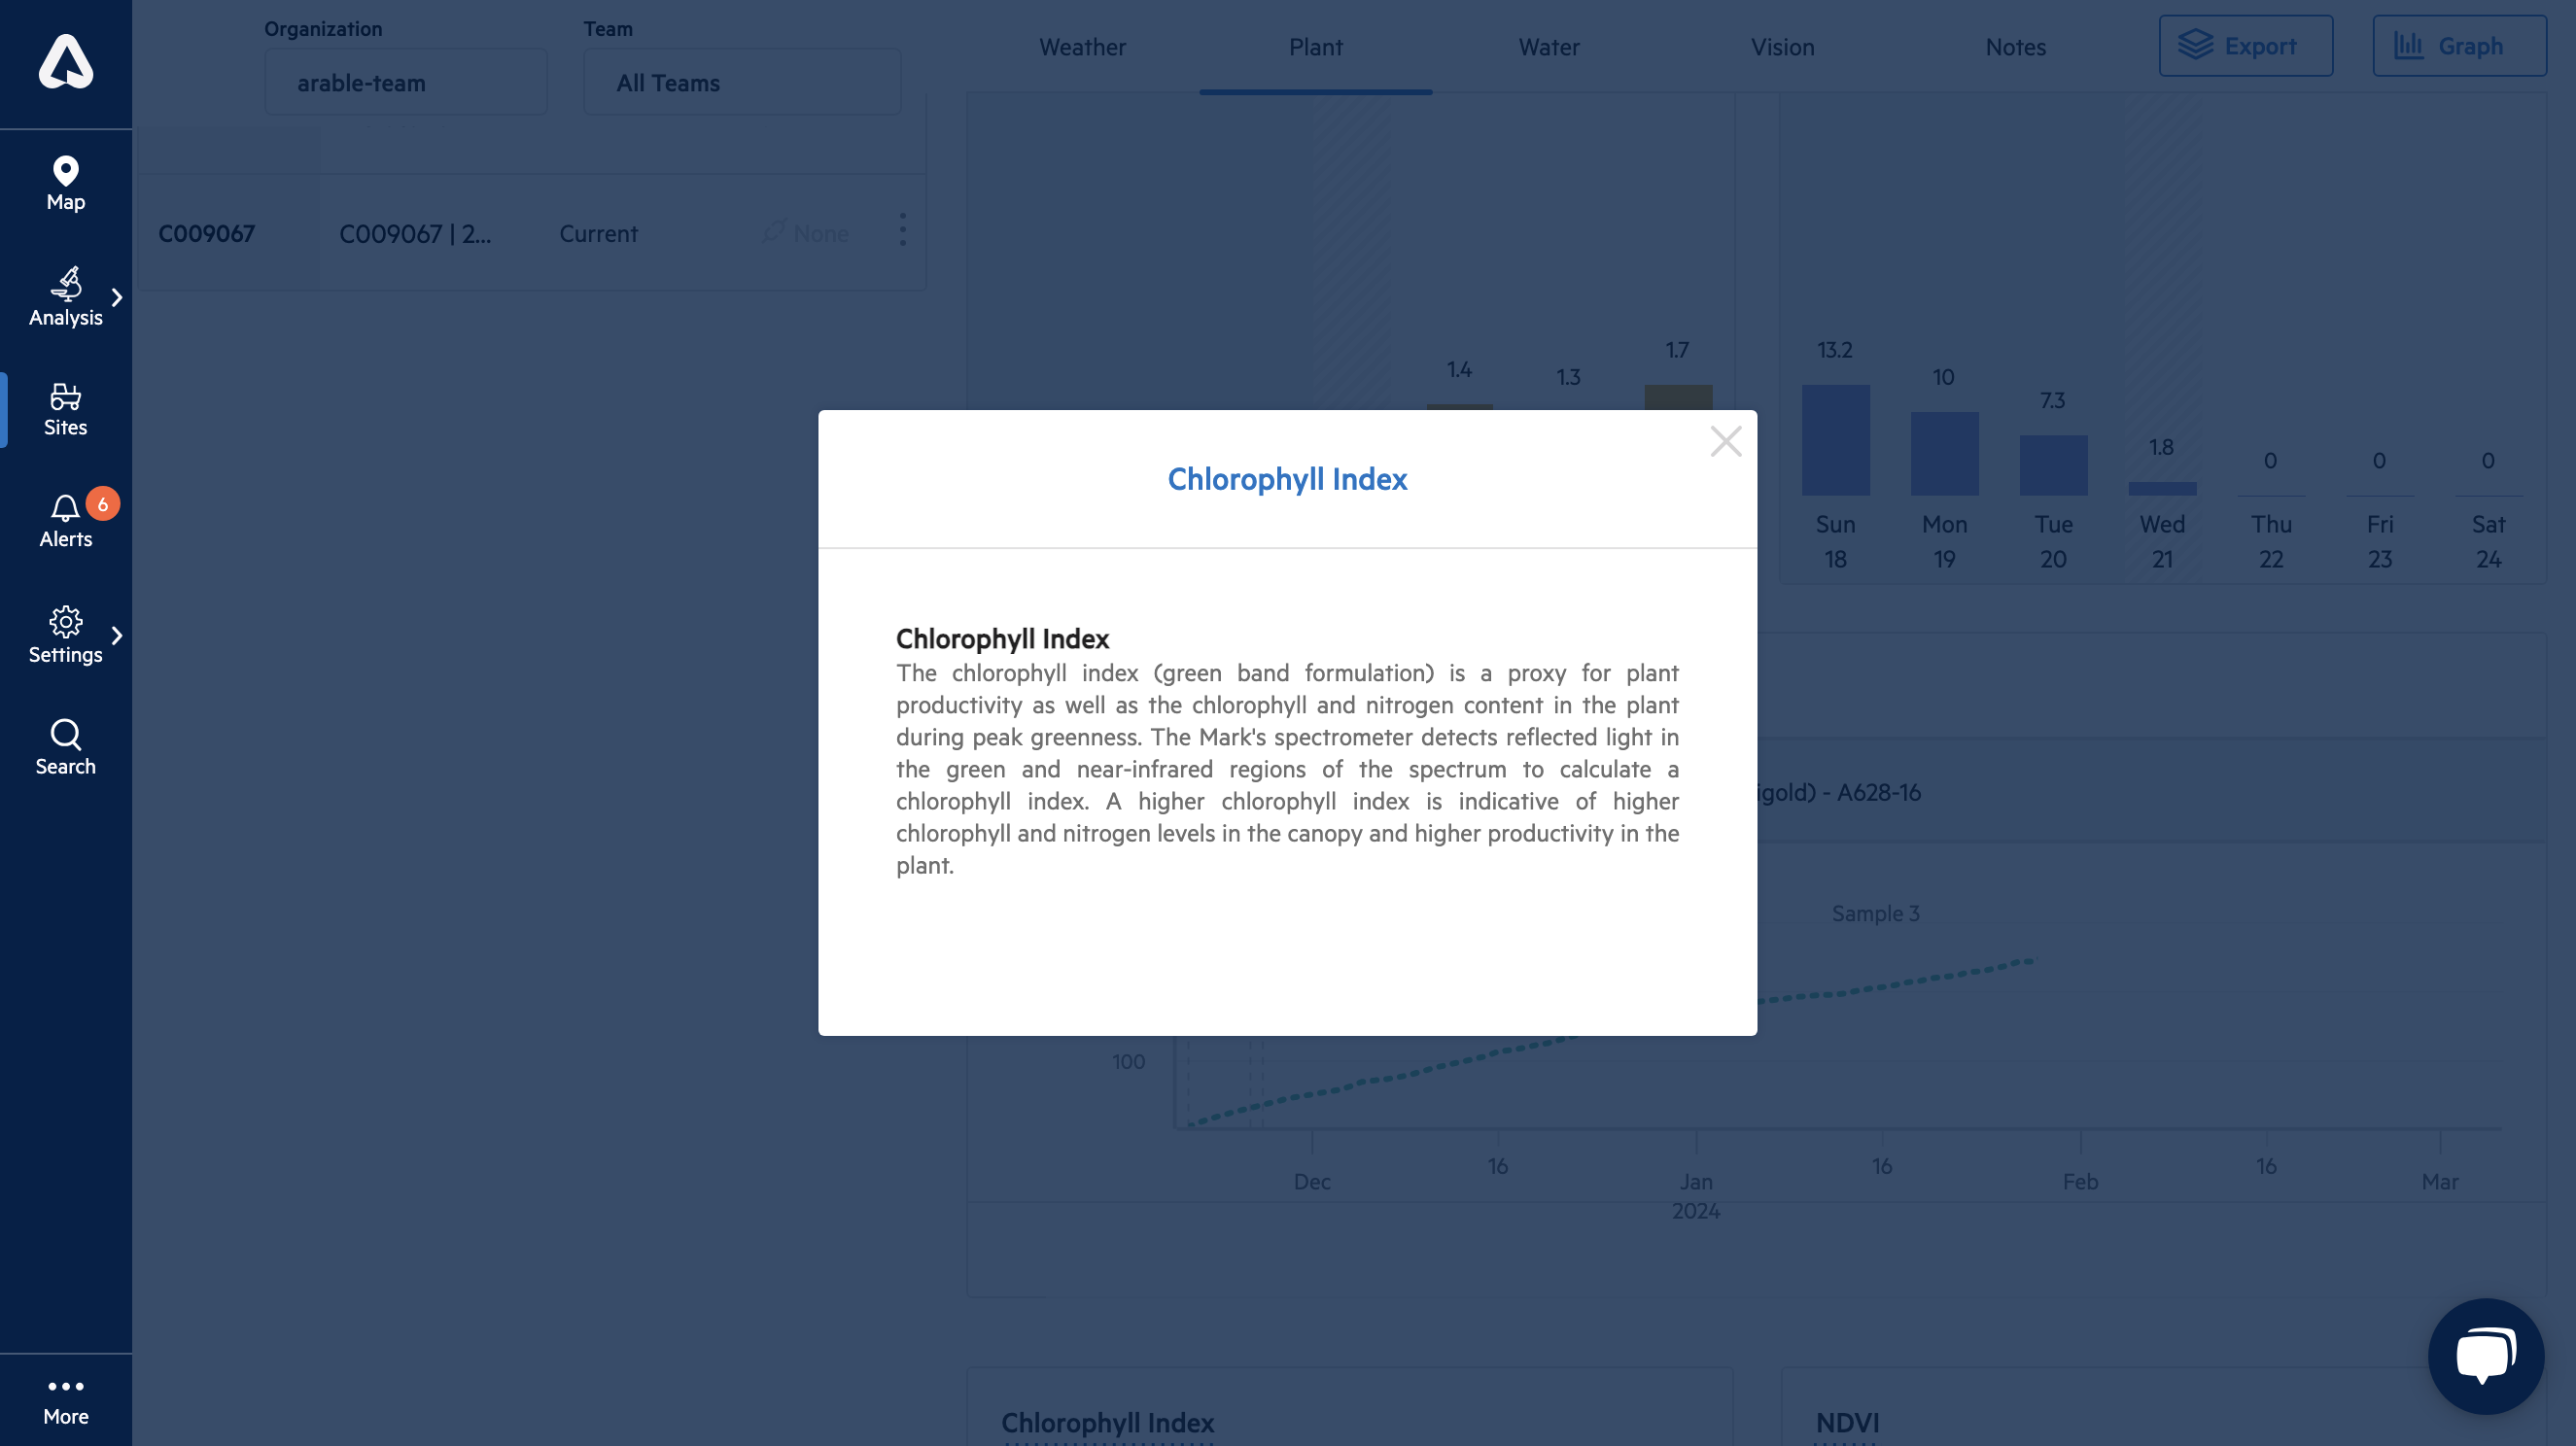 Organization
Team
arable-team
All Teams
Weather
Plant
Water
Vision
Notes
Export
Graph
Map
Analysis
Sites
6
Alerts
Settings
Search
More
C009067
C009067 | 2...
Current
None
1.4
1.3
1.7
13.2
10
7.3
1.8
0
0
0
Sun
Mon
Tue
Wed
Thu
Fri
Sat
18
19
20
21
22
23
24
Chlorophyll Index
Chlorophyll Index
The chlorophyll index (green band formulation) is a proxy for plant
productivity as well as the chlorophyll and nitrogen content in the plant
during peak greenness. The Mark's spectrometer detects reflected light in
the green and near-infrared regions of the spectrum to calculate a
chlorophyll index. A higher chlorophyll index is indicative of higher
chlorophyll and nitrogen levels in the canopy and higher productivity in the
plant.
igold) - A628-16
Sample 3
100
Dec
16
Jan
2024
16
Feb
16
Mar
Chlorophyll Index
NDVI